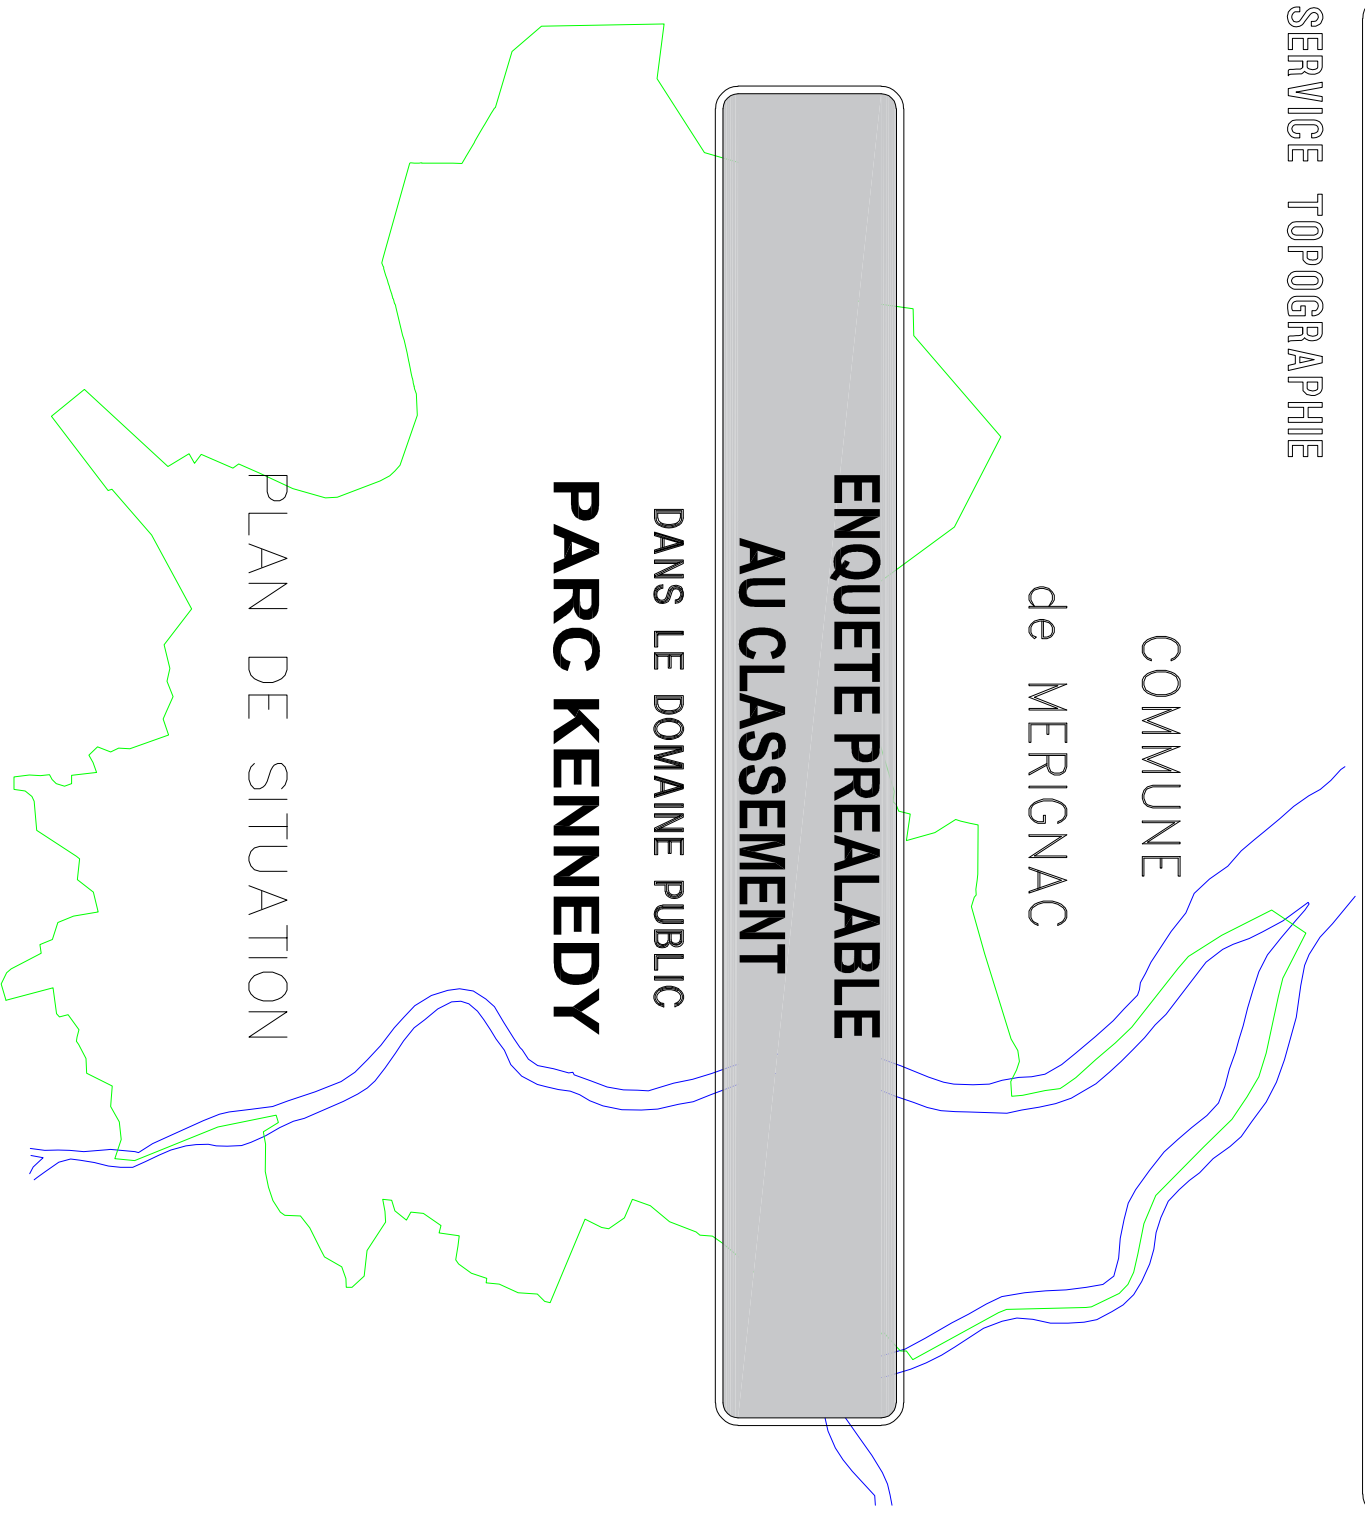 SERVICE TOPOGRAPHIE
COMMUNE
de MERIGNAC
ENQUETE PREALABLE
AU CLASSEMENT
DANS LE DOMAINE PUBLIC
PARC KENNEDY
PLAN DE SITUATION